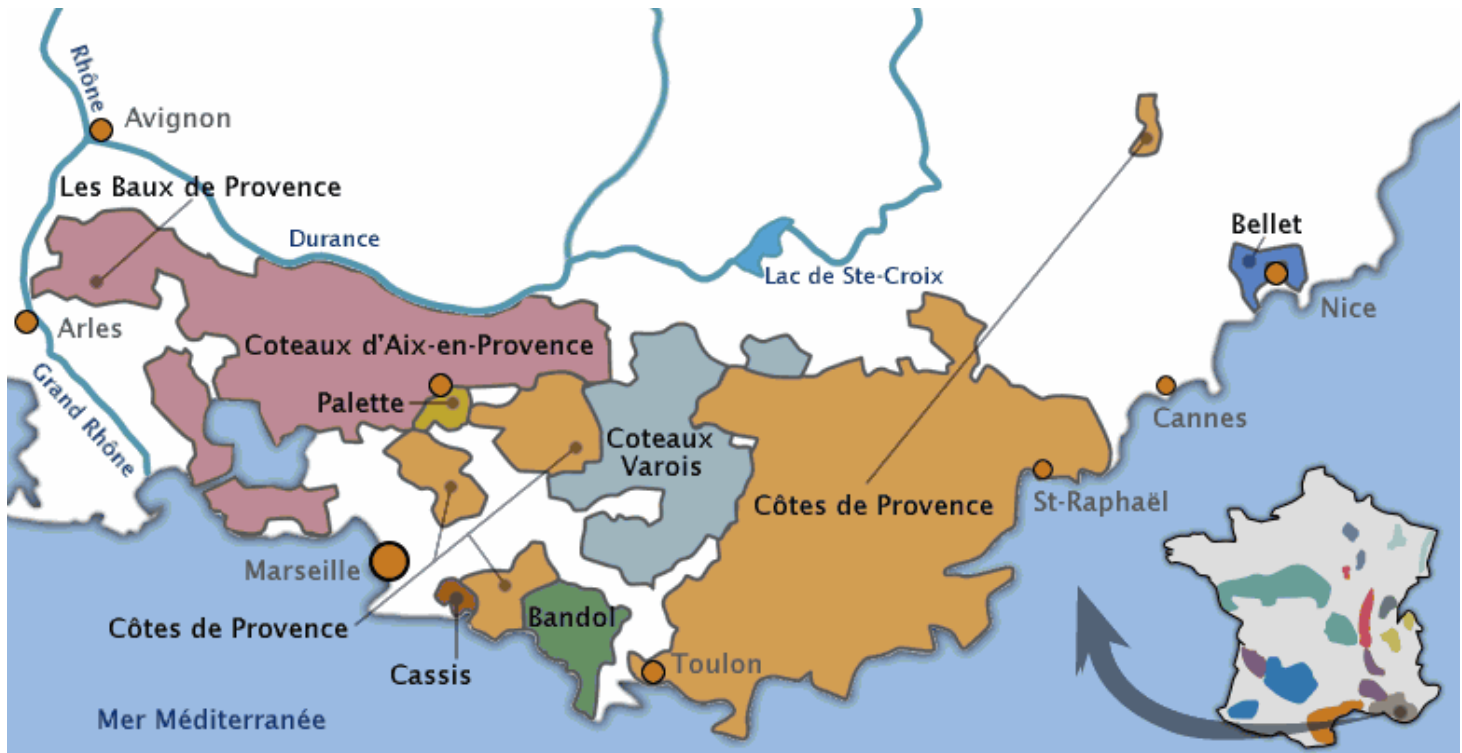 Rhône
Avignon
Les Baux de Provence
Durance
Bellet
Lac de Ste-Croix
Nice
Arles
Coteaux d'Aix-en-Provence
Grand Rhône
Palette
Cannes
Coteaux
Varois
Côtes de Provence
St-Raphaël
Marseille
Côtes de Provence
Bandol
Cassis
Toulon
Mer Méditerranée